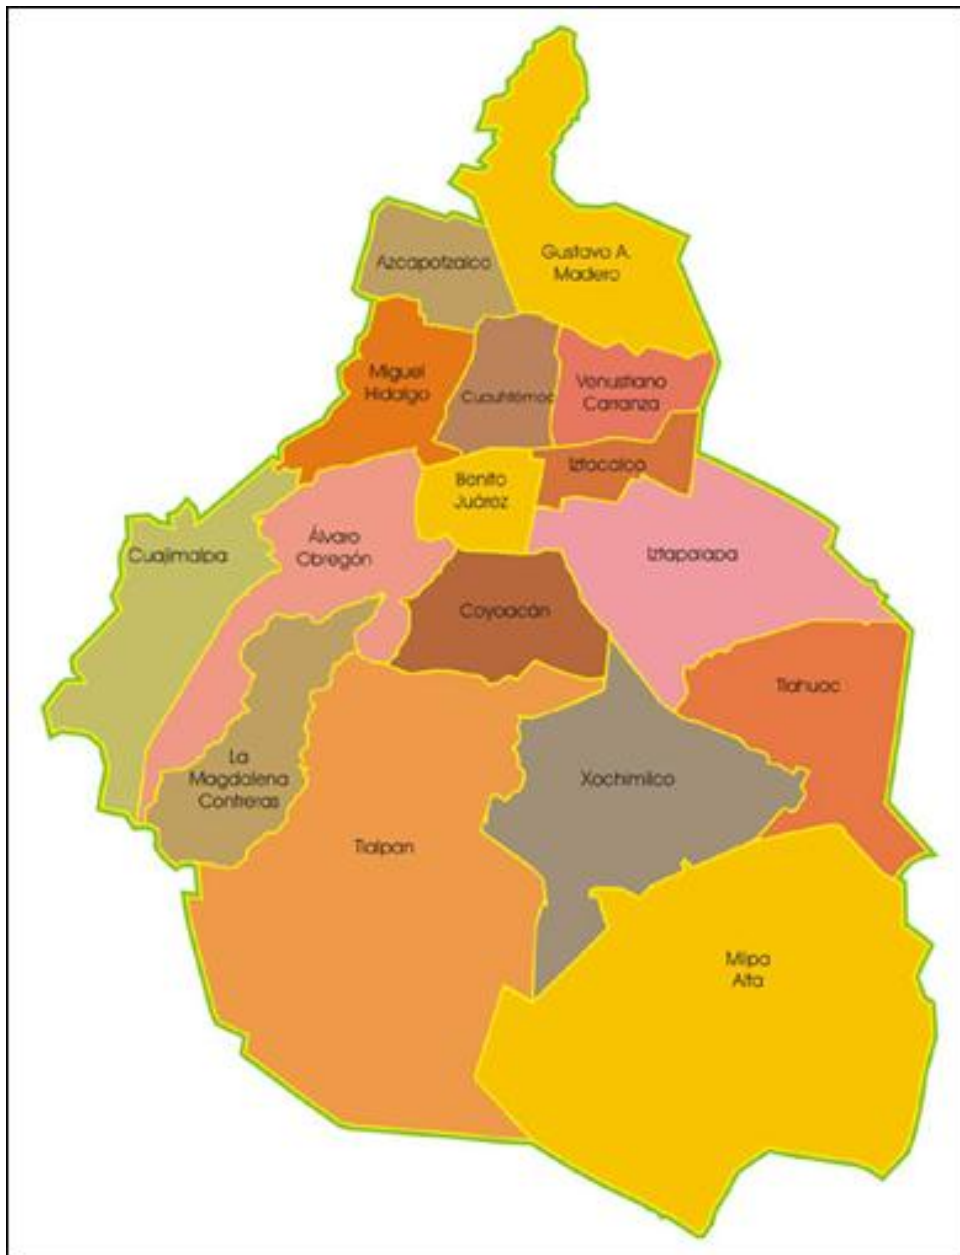 Gustavo A.
Madero
Azcapotzalco
Miguel
Hidalgo
Cuauhtémoc
Venustiano
Carranza
Iztacalco
Benito
Juárez
Cuajimalpa
Álvaro
Obregón
Iztapalapa
Coyoacán
Tlahuac
La
Magdalena
Contreras
Xochimilco
Tlalpan
Milpa
Alta